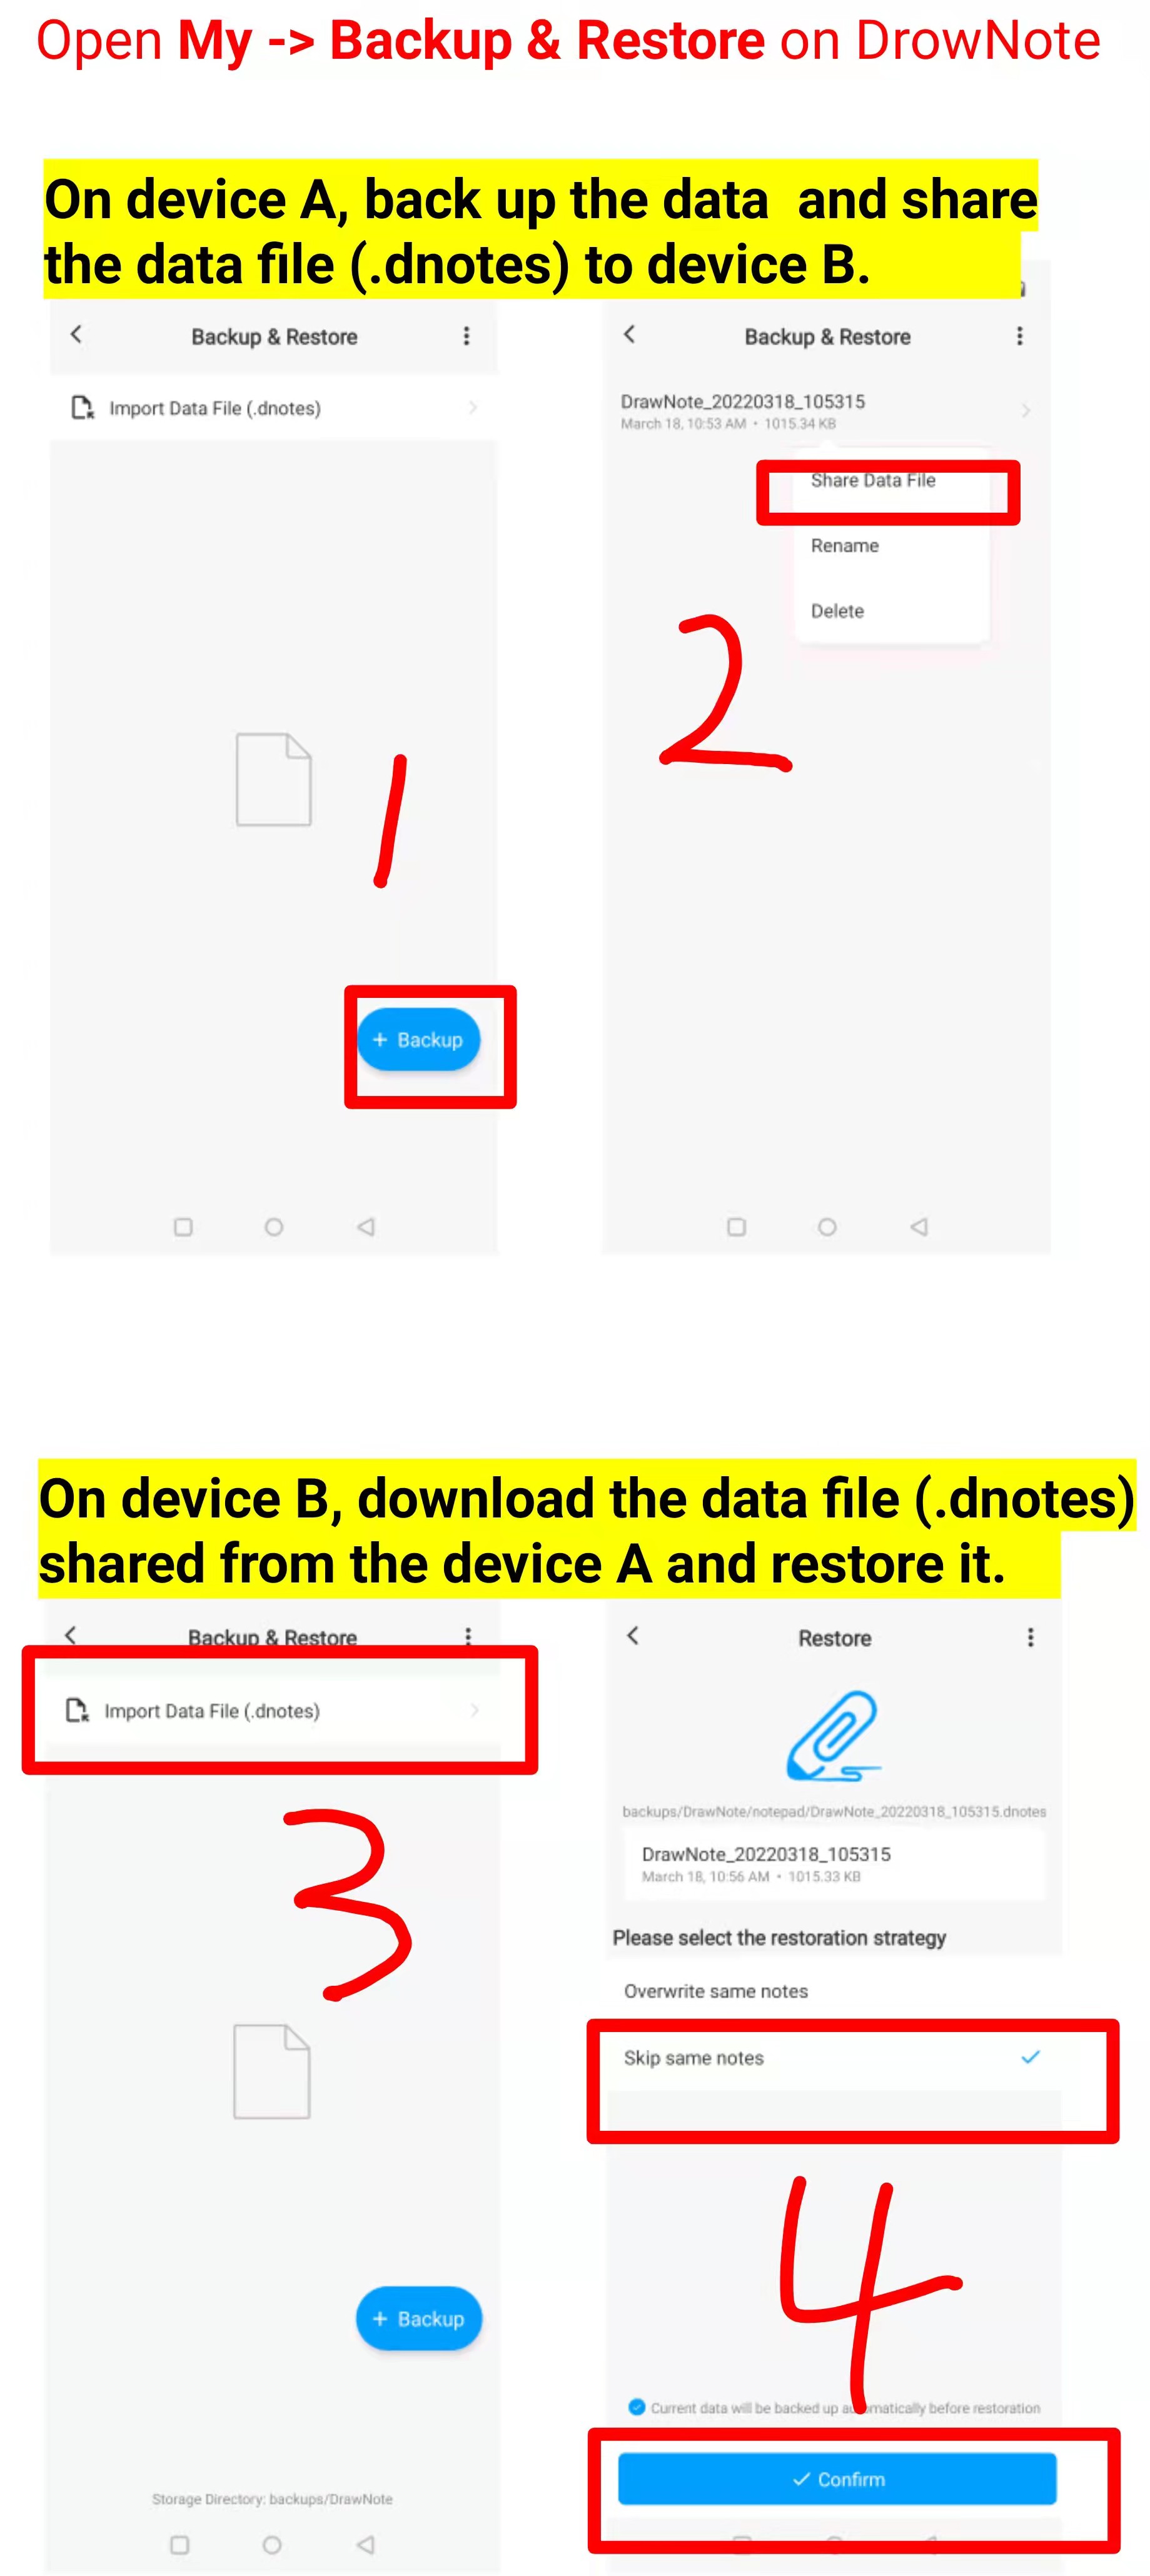 Open My -> Backup & Restore on DrowNote
On device A, back up the data  and share
the data file (.dnotes) to device B.
Backup & Restore
Import Data File (.dnotes)
1
+ Backup
Backup & Restore
DrawNote_20220318_105315
March 18, 10:53 AM • 1015.34 KB
Share Data File
Rename
Delete
2
On device B, download the data file (.dnotes)
shared from the device A and restore it.
Backup & Restore
Import Data File (.dnotes)
3
+ Backup
Storage Directory: backups/DrawNote
Restore
backups/DrawNote/notepad/DrawNote_20220318_105315.dnotes
DrawNote_20220318_105315
March 18, 10:56 AM • 1015.33 KB
Please select the restoration strategy
Overwrite same notes
Skip same notes
4
Current data will be backed up automatically before restoration
Confirm